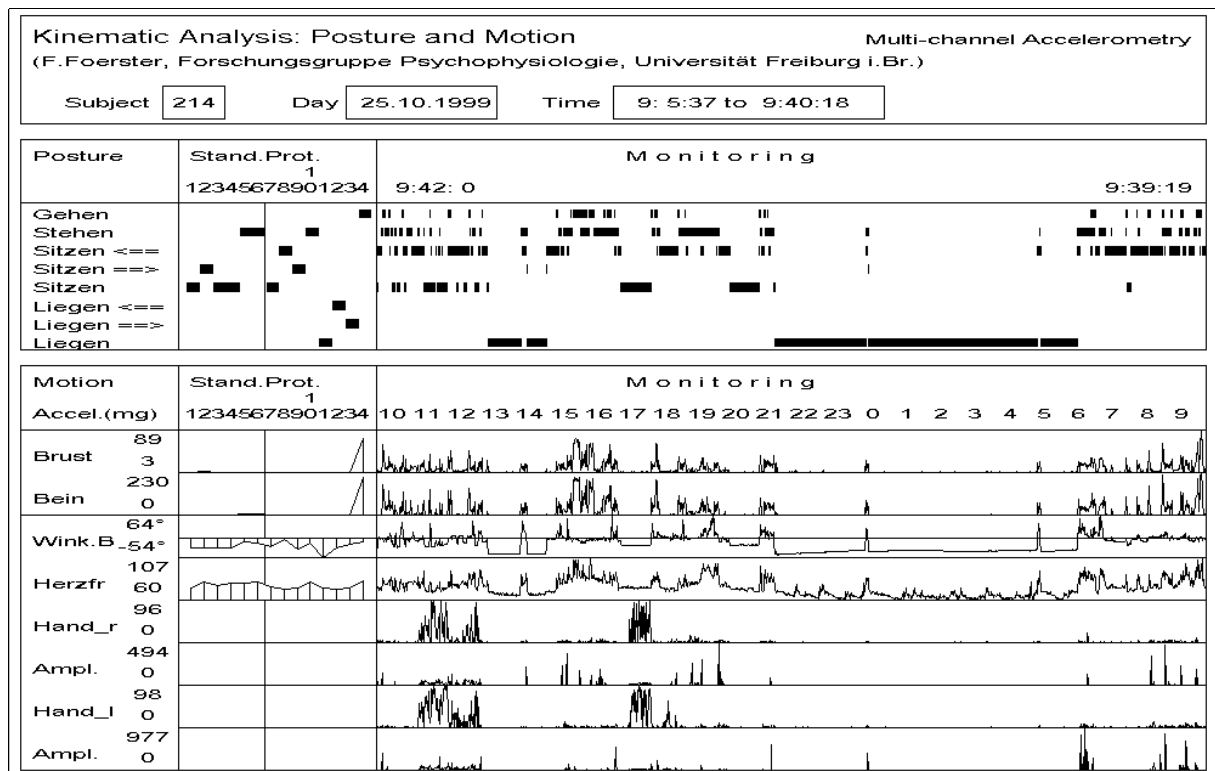 Kinematic Analysis: Posture and Motion Multi-channel Accelerometry
(F.Foerster, Forschungsgruppe Psychophysiologie, Universität Freiburg i.Br.)
Subject 214 Day 25.10.1999 Time 9: 5:37 to 9:40:18
Posture Stand.Prot. Monitoring
1
12345678901234 9:42: 0 9:39:19
Gehen
Stehen
Sitzen <==
Sitzen ==>
Sitzen
Liegen <==
Liegen ==>
Liegen
Motion Stand.Prot. Monitoring
1
Accel.(mg) 12345678901234 10 11 12 13 14 15 16 17 18 19 20 21 22 23 0 1 2 3 4 5 6 7 8 9
89
Brust 3
230
Bein 0
64°
Wink.B -54°
107
Herzfr 60
96
Hand_r 0
494
Ampl. 0
98
Hand_l 0
977
Ampl. 0